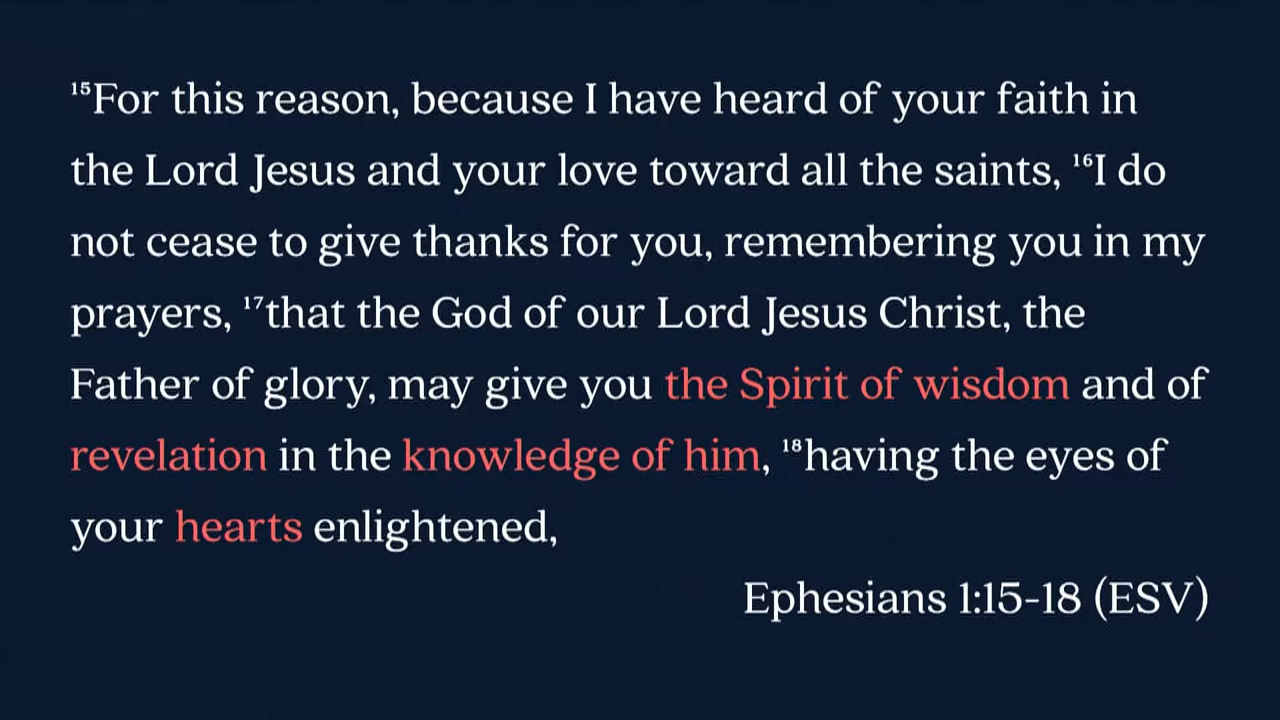 ¹⁵For this reason, because I have heard of your faith in
the Lord Jesus and your love toward all the saints, ¹⁶I do
not cease to give thanks for you, remembering you in my
prayers, ¹⁷that the God of our Lord Jesus Christ, the
Father of glory, may give you the Spirit of wisdom and of
revelation in the knowledge of him, ¹⁸having the eyes of
your hearts enlightened,
Ephesians 1:15-18 (ESV)